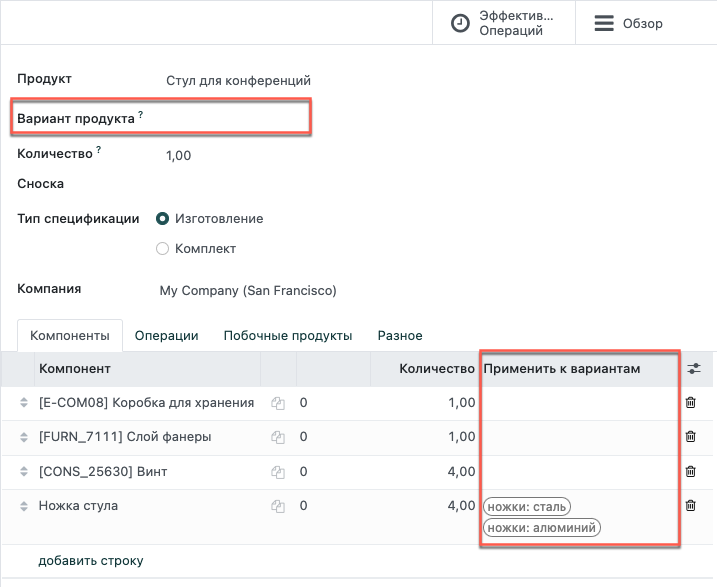 Эффектив...
Операций
Обзор
Продукт Стул для конференций
Вариант продукта ?
Количество ? 1,00
Сноска
Тип спецификации Изготовление
Комплект
Компания My Company (San Francisco)
Компоненты Операции Побочные продукты Разное
Компонент Количество Применить к вариантам
[E-COM08] Коробка для хранения 0 1,00
[FURN_7111] Слой фанеры 0 1,00
[CONS_25630] Винт 0 4,00
Ножка стула 0 4,00 ножки: сталь
ножки: алюминий
добавить строку